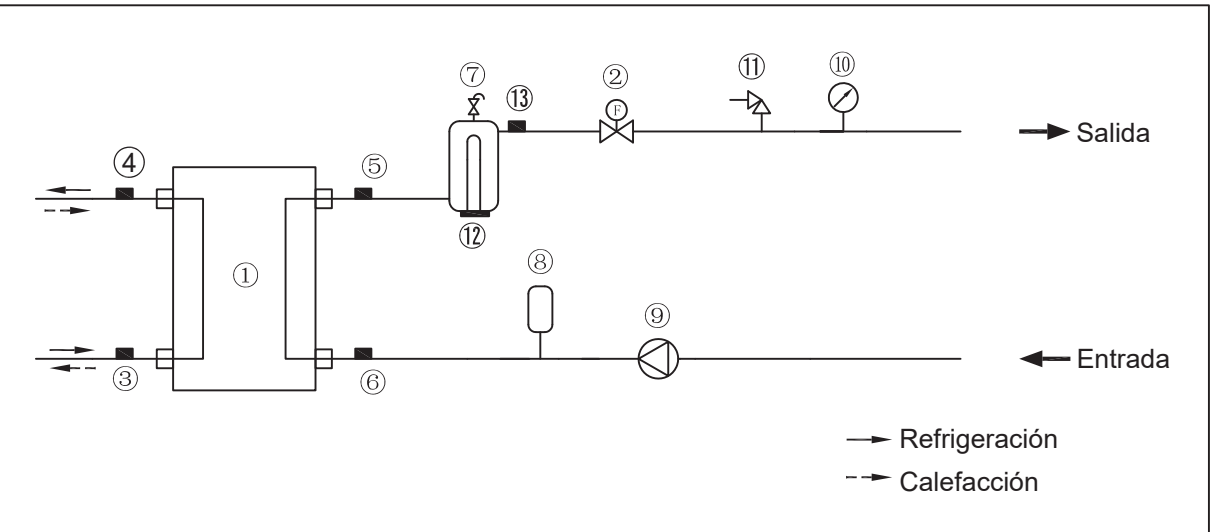 ⑦
⑬
②
F
⑪
⑩
Salida
④
⑤
⑫
①
⑧
⑨
Entrada
③
⑥
Refrigeración
Calefacción